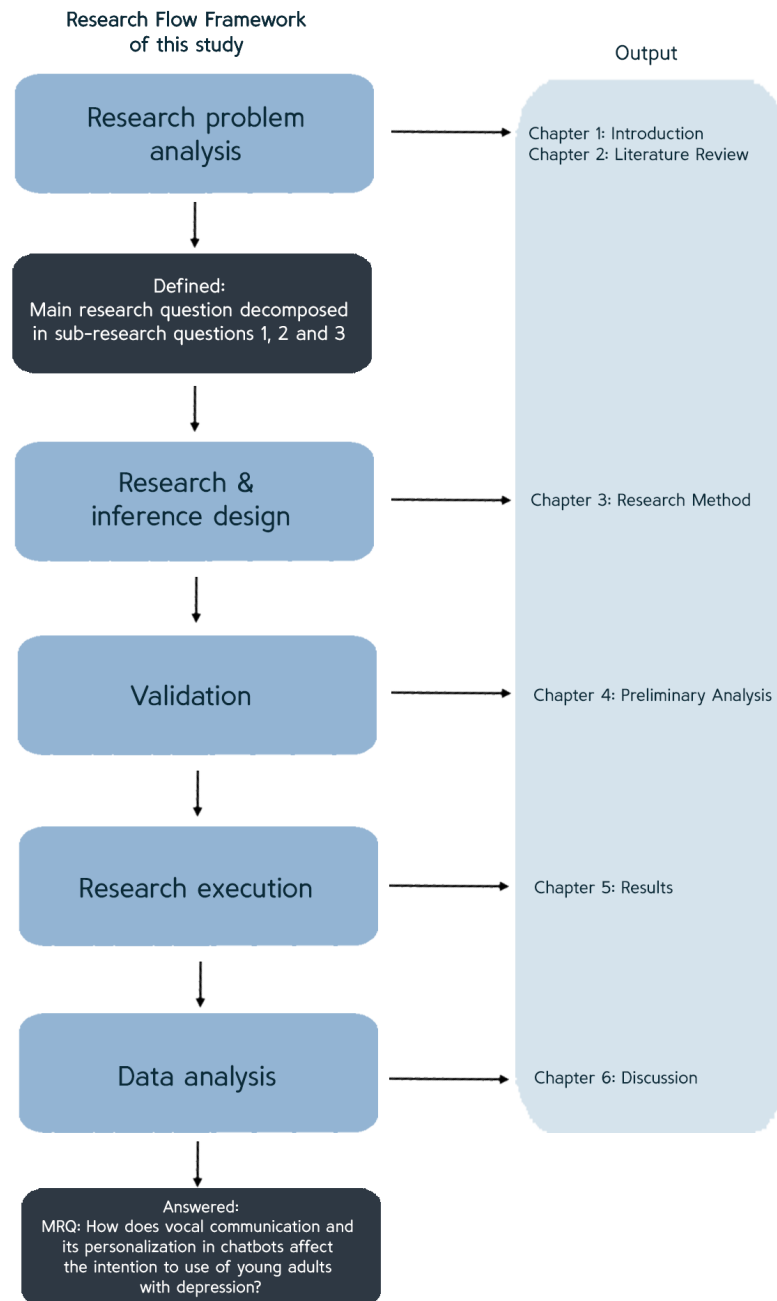 Research Flow Framework
of this study
Output
Research problem
analysis
Chapter 1: Introduction
Chapter 2: Literature Review
Defined:
Main research question decomposed
in sub-research questions 1, 2 and 3
Research &
inference design
Chapter 3: Research Method
Validation
Chapter 4: Preliminary Analysis
Research execution
Chapter 5: Results
Data analysis
Chapter 6: Discussion
Answered:
MRQ: How does vocal communication and
its personalization in chatbots affect
the intention to use of young adults
with depression?